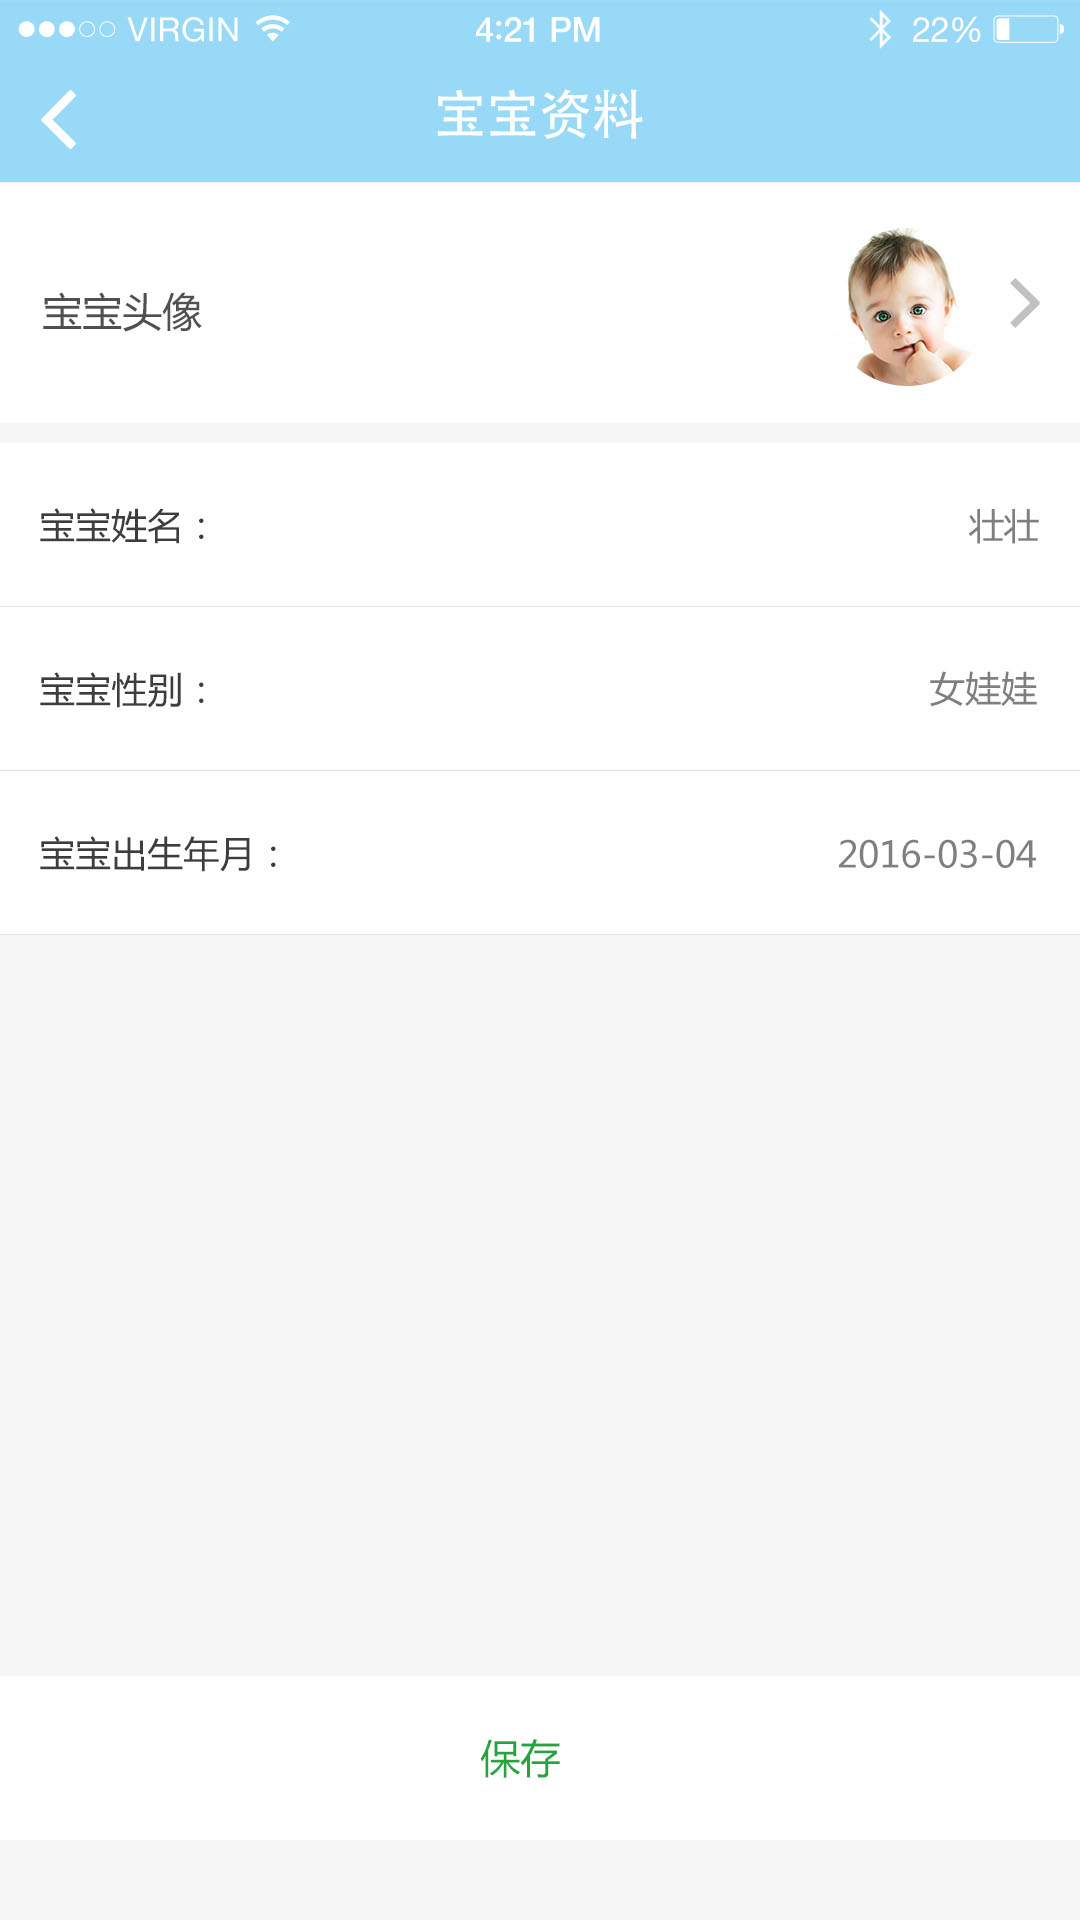 VIRGIN 4:21 PM 22%
宝宝资料
宝宝头像
宝宝姓名： 壮壮
宝宝性别： 女娃娃
宝宝出生年月： 2016-03-04
保存